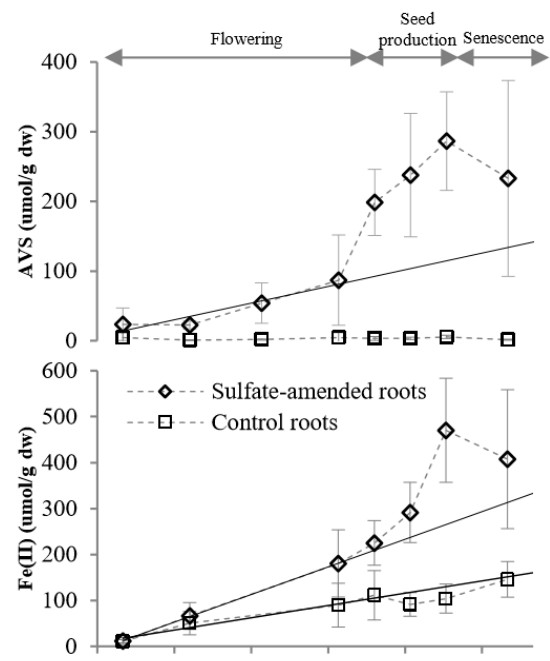 Flowering
Seed
production
Senescence
400
300
200
100
0
AVS (umol/g dw)
600
500
400
300
200
100
0
Fe(II) (umol/g dw)
Sulfate-amended roots
Control roots